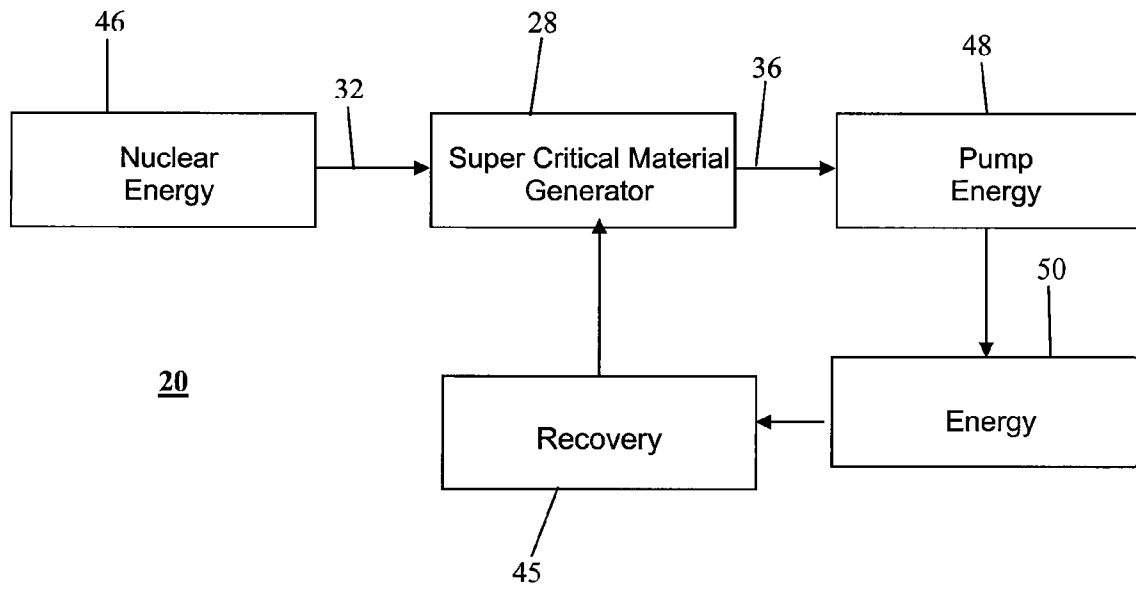 46
28
48
36
32
Nuclear
Energy
Super Critical Material
Generator
Pump
Energy
50
20
Recovery
Energy
45